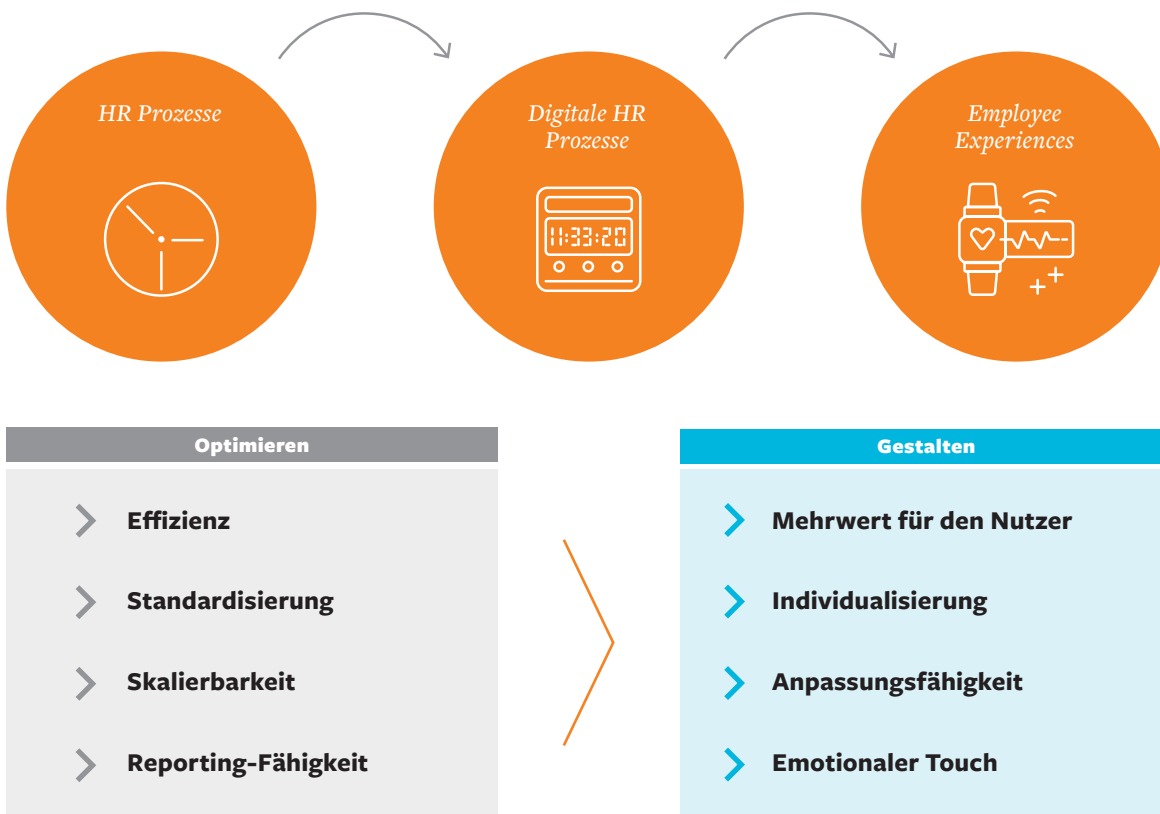 HR Prozesse
Digitale HR
Prozesse
Employee
Experiences
11:33:20
Optimieren
Effizienz
Standardisierung
Skalierbarkeit
Reporting-Fähigkeit
Gestalten
Mehrwert für den Nutzer
Individualisierung
Anpassungsfähigkeit
Emotionaler Touch